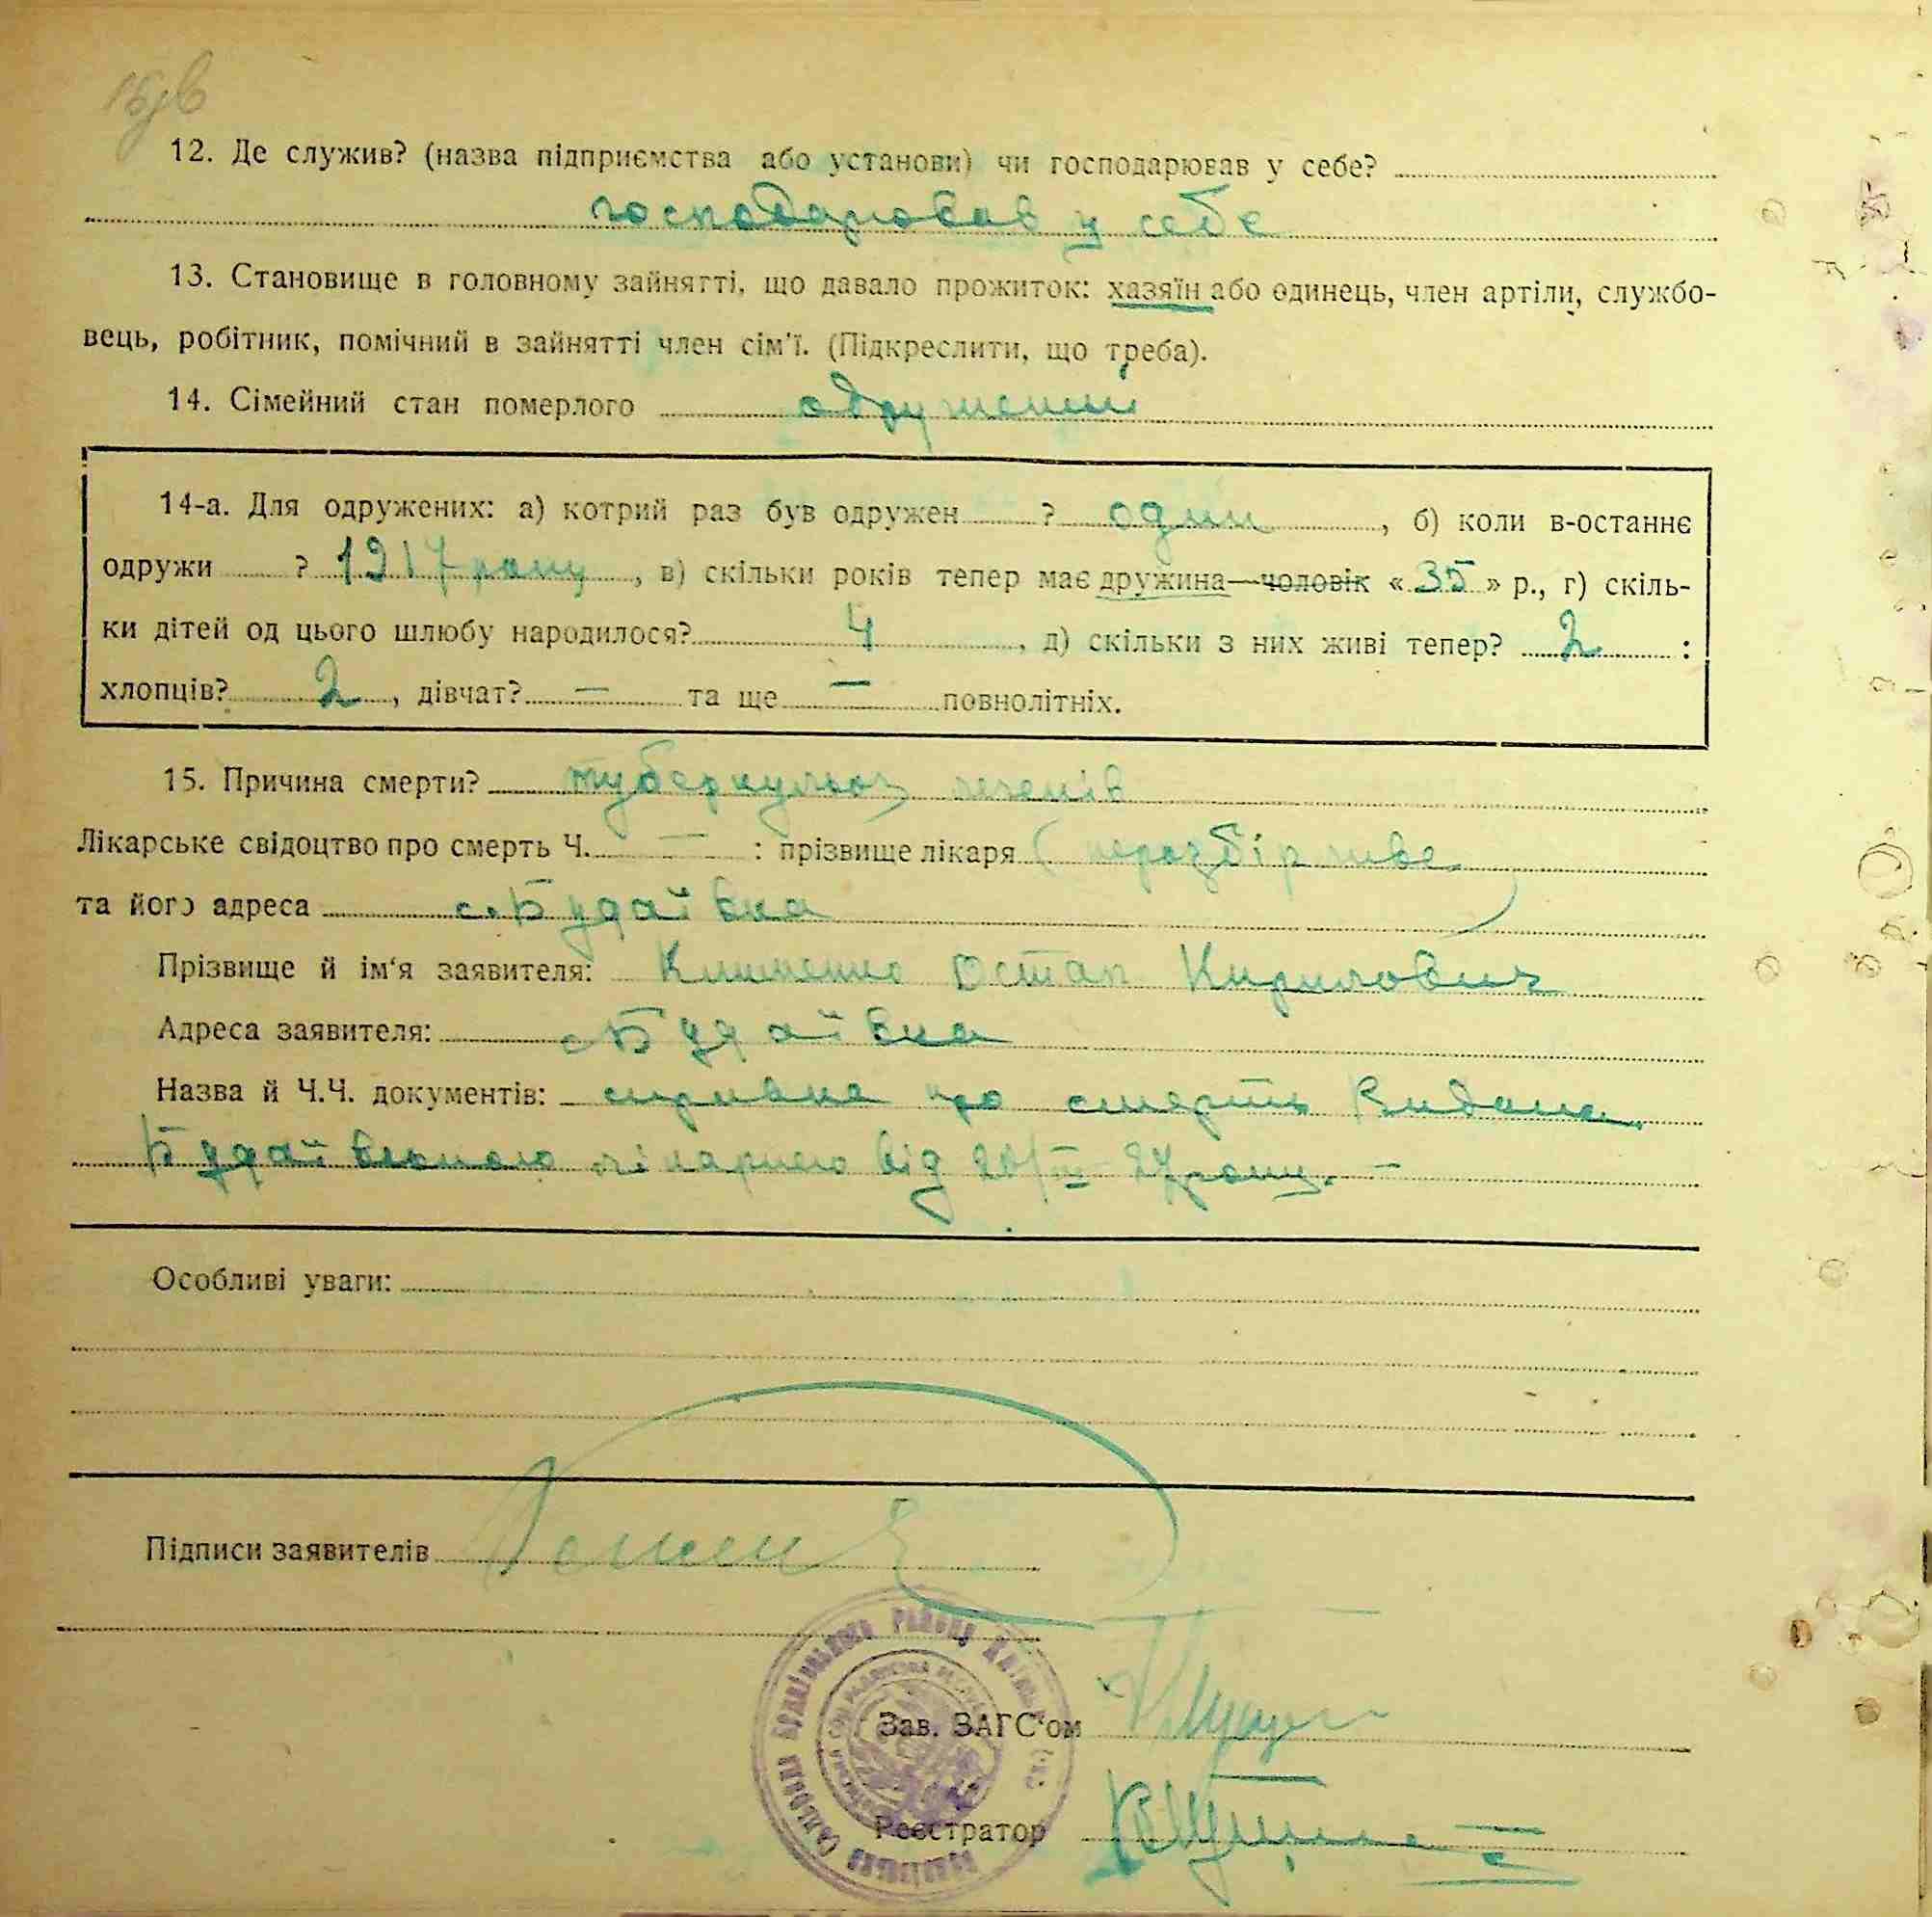 12. Де служив? (назва підприємства або установи) чи господарював у себе?
господарював у себе
13. Становище в головному зайнятті, що давало прожиток: хазяїн або одинець, член артіли, службо-
вець, робітник, помічний в зайнятті член сім'ї. (Підкреслити, що треба).
14. Сімейний стан померлого одружений
14-а. Для одружених: а) котрий раз був одружен ? один , б) коли в-останнє
одружи ? 1917 року , в) скільки років тепер має дружина—чоловік « 35 » р., г) скіль-
ки дітей од цього шлюбу народилося? 4 , д) скільки з них живі тепер? 2 :
хлопців? 2 , дівчат? — та ще — повнолітніх.
15. Причина смерти? туберкульоз легенів
Лікарське свідоцтво про смерть Ч. — : прізвище лікаря ( нерозбірливе
та його адреса с. Будаївка )
Прізвище й ім'я заявителя: Остап Кирилович
Адреса заявителя: с. Будаївка
Назва й Ч.Ч. документів: справка про смерть видана
Будаївською лікарнею від 20/III 27 року. —
Особливі уваги:
Підписи заявителів
Зав. ЗАГС'ом
Реєстратор